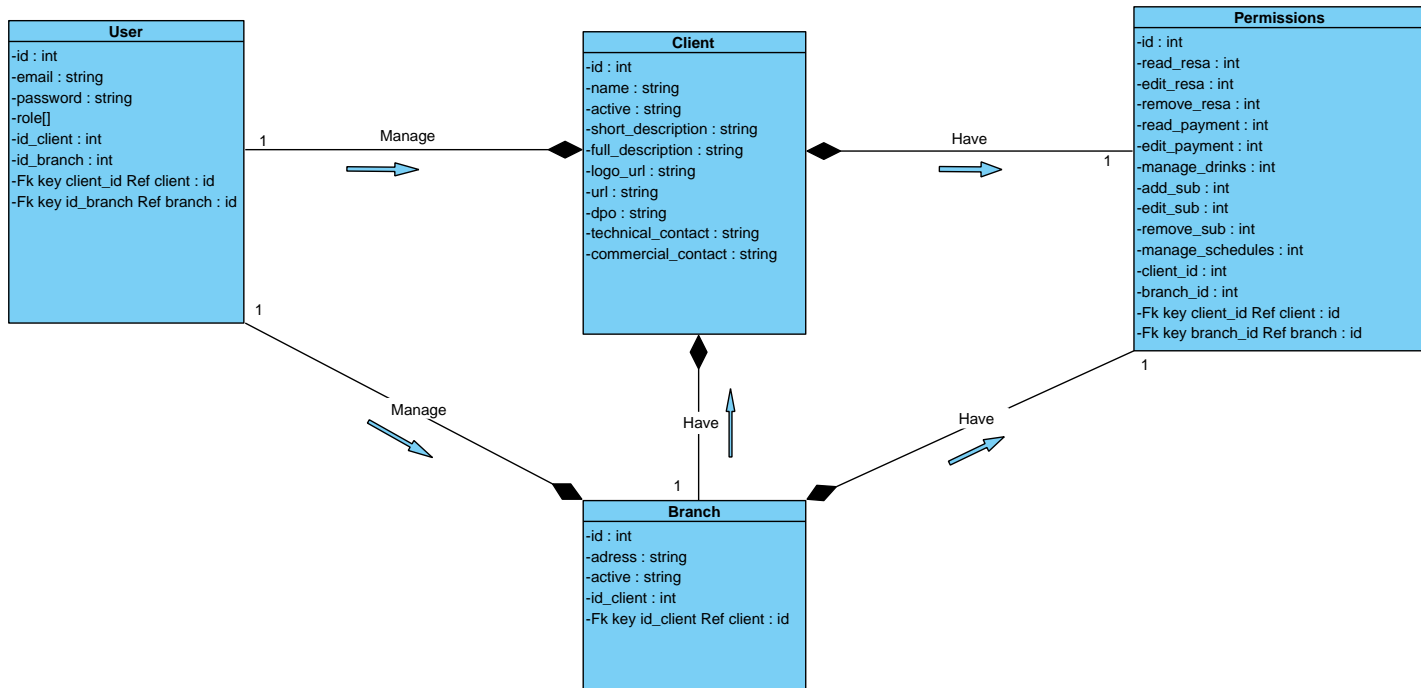 User
-id : int
-email : string
-password : string
-role[]
-id_client : int
-id_branch : int
-Fk key client_id Ref client : id
-Fk key id_branch Ref branch : id
1
Manage
Client
-id : int
-name : string
-active : string
-short_description : string
-full_description : string
-logo_url : string
-url : string
-dpo : string
-technical_contact : string
-commercial_contact : string
Have
1
Permissions
-id : int
-read_resa : int
-edit_resa : int
-remove_resa : int
-read_payment : int
-edit_payment : int
-manage_drinks : int
-add_sub : int
-edit_sub : int
-remove_sub : int
-manage_schedules : int
-client_id : int
-branch_id : int
-Fk key client_id Ref client : id
-Fk key branch_id Ref branch : id
1
Manage
Have
1
Have
1
Branch
-id : int
-adress : string
-active : string
-id_client : int
-Fk key id_client Ref client : id